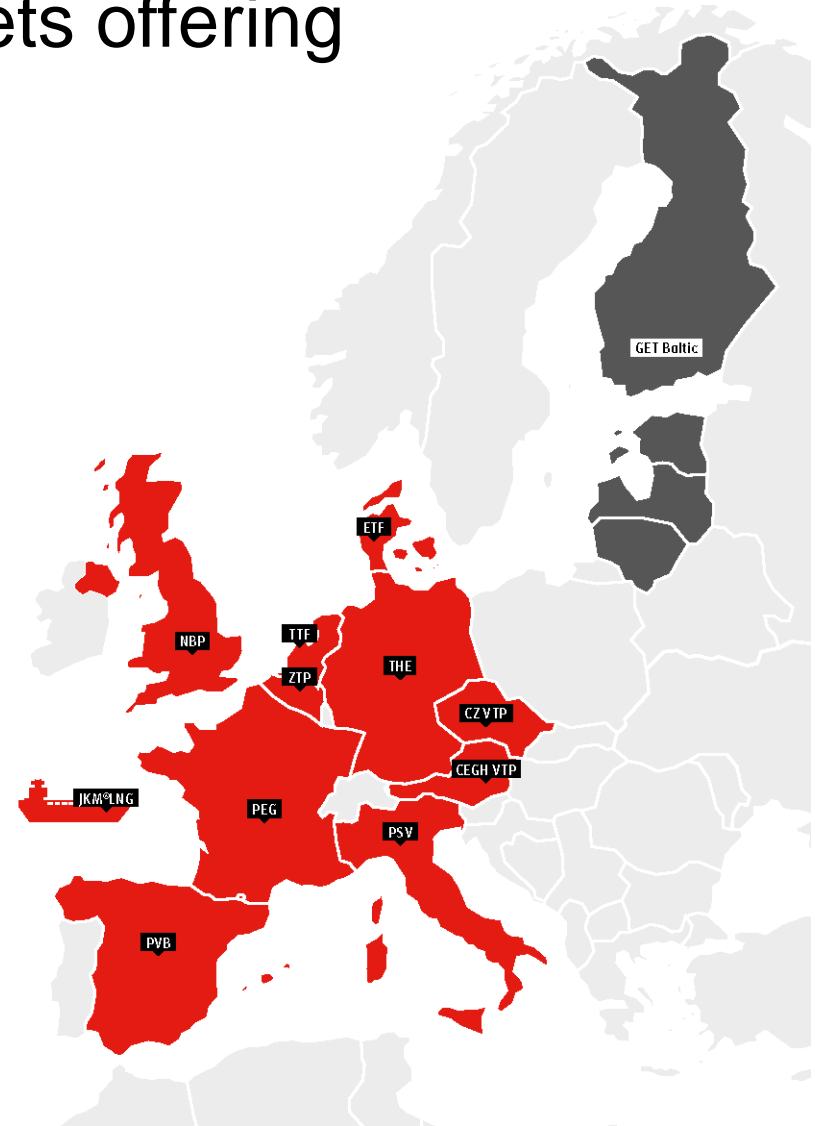 ets offering
GET Baltic
ETF
TTF
NBP
THE
ZTP
CZ VTP
CEGH VTP
JKM®LNG
PEG
PSV
PVB